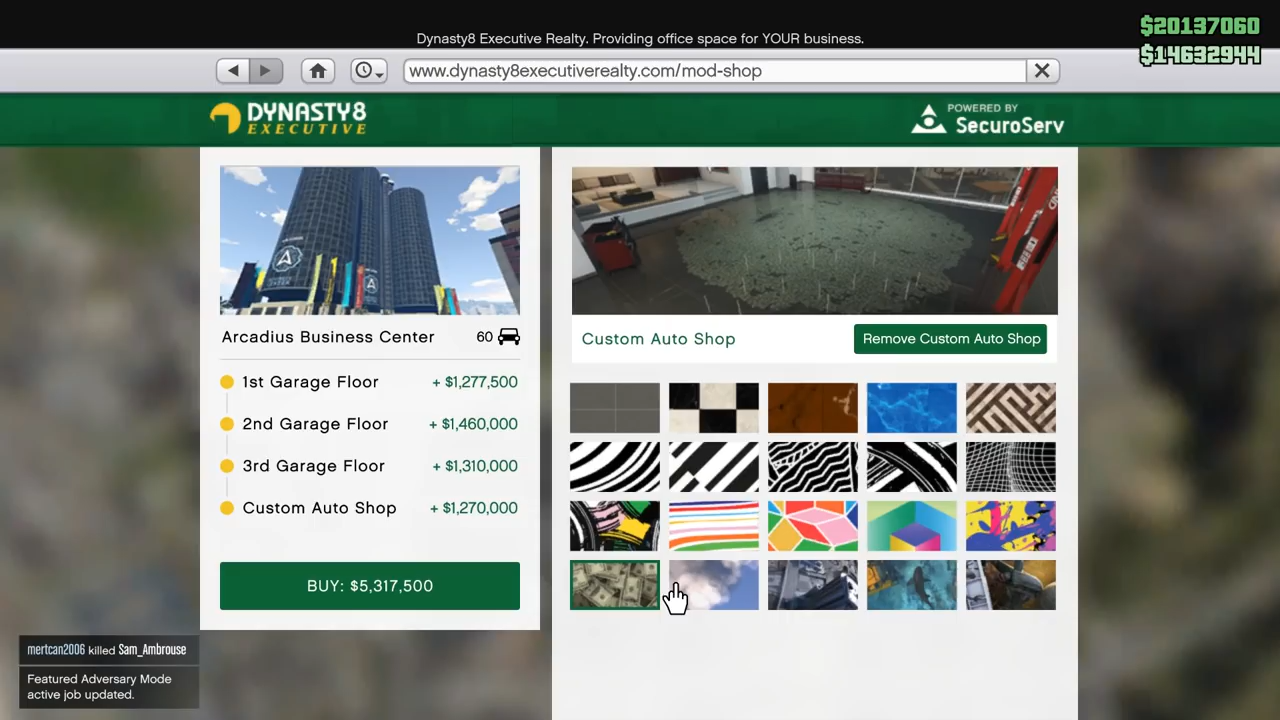 $20137060
Dynasty8 Executive Realty. Providing office space for YOUR business.
$14632944
www.dynasty8executiverealty.com/mod-shop
DYNASTY8
EXECUTIVE
POWERED BY
SecuroServ
Arcadius Business Center 60
1st Garage Floor + $1,277,500
2nd Garage Floor + $1,460,000
3rd Garage Floor + $1,310,000
Custom Auto Shop + $1,270,000
BUY: $5,317,500
Custom Auto Shop
Remove Custom Auto Shop
mertcan2006 killed Sam_Ambrouse
Featured Adversary Mode
active job updated.